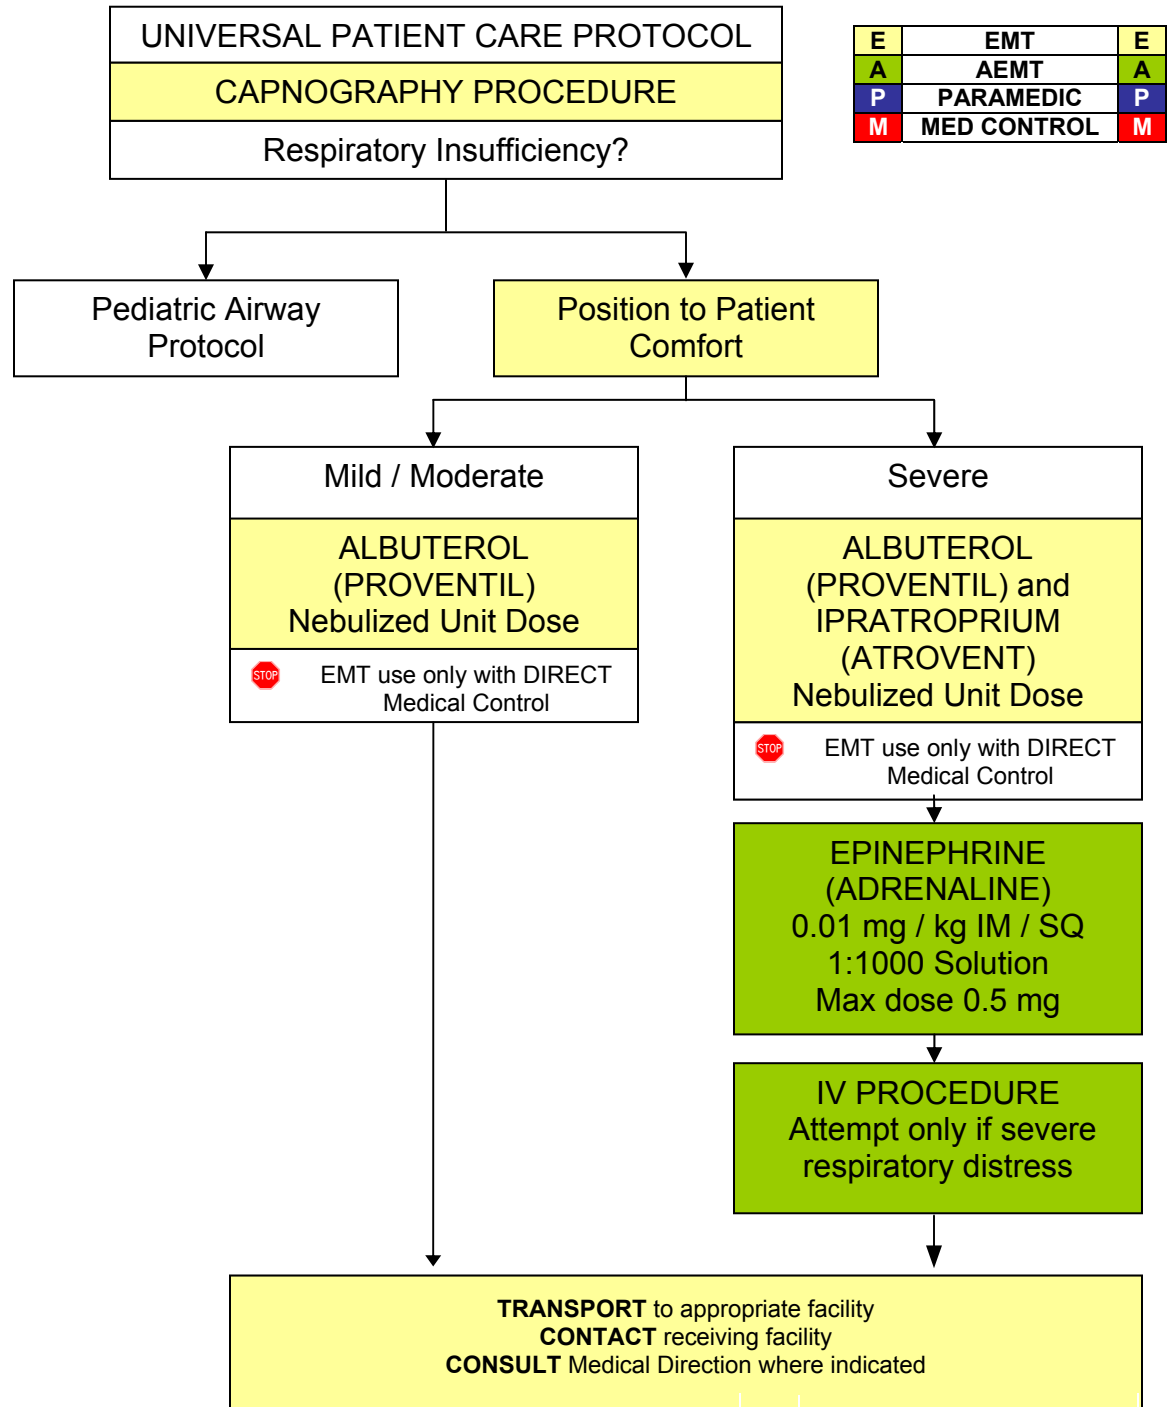 UNIVERSAL PATIENT CARE PROTOCOL
CAPNOGRAPHY PROCEDURE
Respiratory Insufficiency?
E EMT E
A AEMT A
P PARAMEDIC P
M MED CONTROL M
Pediatric Airway
Protocol
Position to Patient
Comfort
Mild / Moderate
ALBUTEROL
(PROVENTIL)
Nebulized Unit Dose
STOP EMT use only with DIRECT
Medical Control
Severe
ALBUTEROL
(PROVENTIL) and
IPRATROPRIUM
(ATROVENT)
Nebulized Unit Dose
STOP EMT use only with DIRECT
Medical Control
EPINEPHRINE
(ADRENALINE)
0.01 mg / kg IM / SQ
1:1000 Solution
Max dose 0.5 mg
IV PROCEDURE
Attempt only if severe
respiratory distress
TRANSPORT to appropriate facility
CONTACT receiving facility
CONSULT Medical Direction where indicated